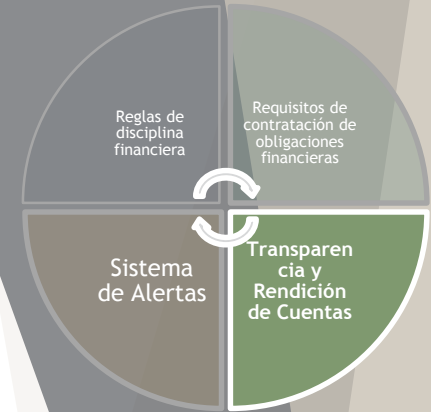 Reglas de
disciplina
financiera
Requisitos de
contratación de
obligaciones
financieras
Sistema
de Alertas
Transparen
cia y
Rendición
de Cuentas